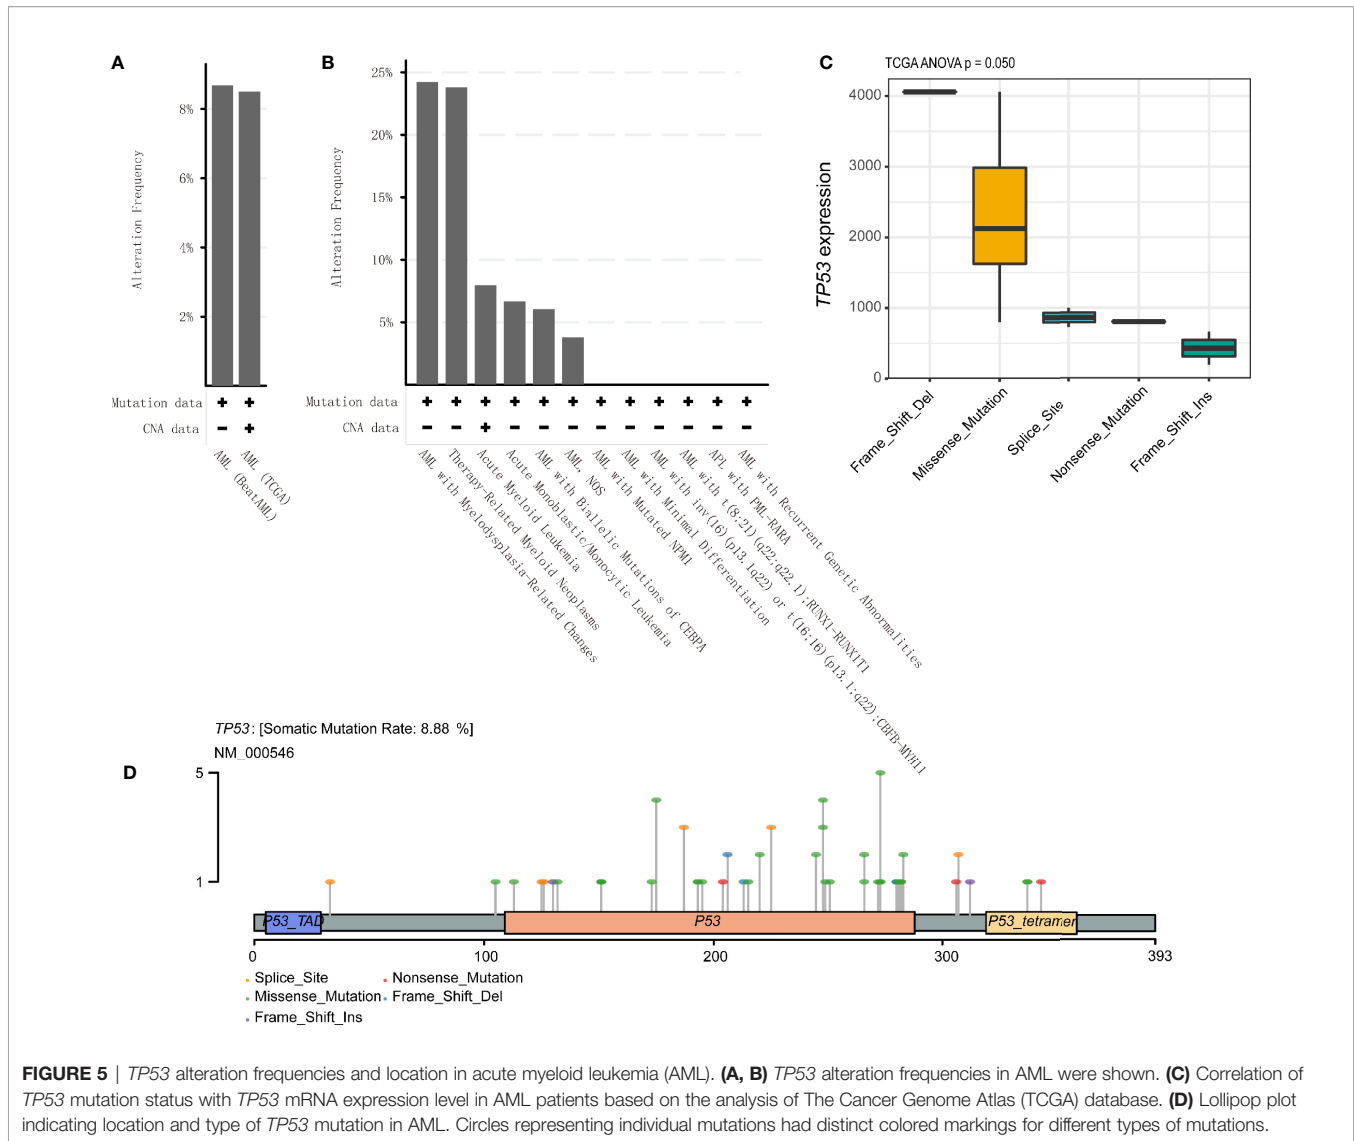 A
Alteration Frequency
8%
6%
4%
2%
Mutation data + +
CNA data - +
AML (BeatAML)
AML (TCGA)
B
Alteration Frequency
25%
20%
15%
10%
5%
Mutation data + + + + + + + + + + + +
CNA data - - + - - - - - - - - -
AML with Myelodysplasia-Related Changes
Therapy-Related Myeloid Neoplasms
Acute Myeloid Leukemia
Acute Monoblastic/Monocytic Leukemia
AML with Biallelic Mutations of CEBPA
AML, NOS
AML with Mutated NPM1
AML with Minimal Differentiation
AML with inv(16)(p13.1q22) or t(16;16)(p13.1;q22);CBFB-MYH11
AML with t(8;21)(q22;q22.1);RUNX1-RUNX1T1
APL with PML-RARA
AML with Recurrent Genetic Abnormalities
C
TCGA ANOVA p = 0.050
TP53 expression
4000
3000
2000
1000
0
Frame_Shift_Del
Missense_Mutation
Splice_Site
Nonsense_Mutation
Frame_Shift_Ins
TP53: [Somatic Mutation Rate: 8.88 %]
NM_000546
D
5
1
P53_TAD
P53
P53_tetramer
0 100 200 300 393
Splice_Site
Nonsense_Mutation
Missense_Mutation
Frame_Shift_Del
Frame_Shift_Ins
FIGURE 5 | TP53 alteration frequencies and location in acute myeloid leukemia (AML). (A, B) TP53 alteration frequencies in AML were shown. (C) Correlation of
TP53 mutation status with TP53 mRNA expression level in AML patients based on the analysis of The Cancer Genome Atlas (TCGA) database. (D) Lollipop plot
indicating location and type of TP53 mutation in AML. Circles representing individual mutations had distinct colored markings for different types of mutations.